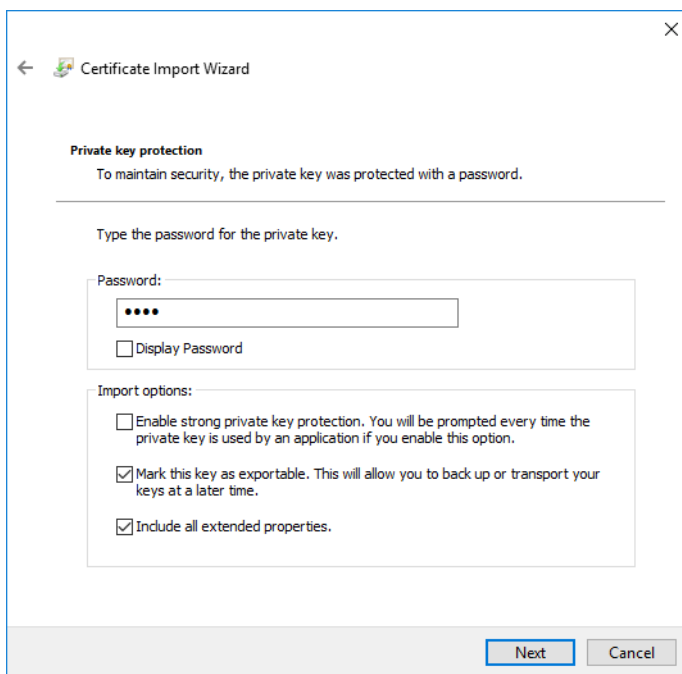 Certificate Import Wizard
Private key protection
To maintain security, the private key was protected with a password.
Type the password for the private key.
Password:
••••
Display Password
Import options:
Enable strong private key protection. You will be prompted every time the
private key is used by an application if you enable this option.
Mark this key as exportable. This will allow you to back up or transport your
keys at a later time.
Include all extended properties.
Next
Cancel